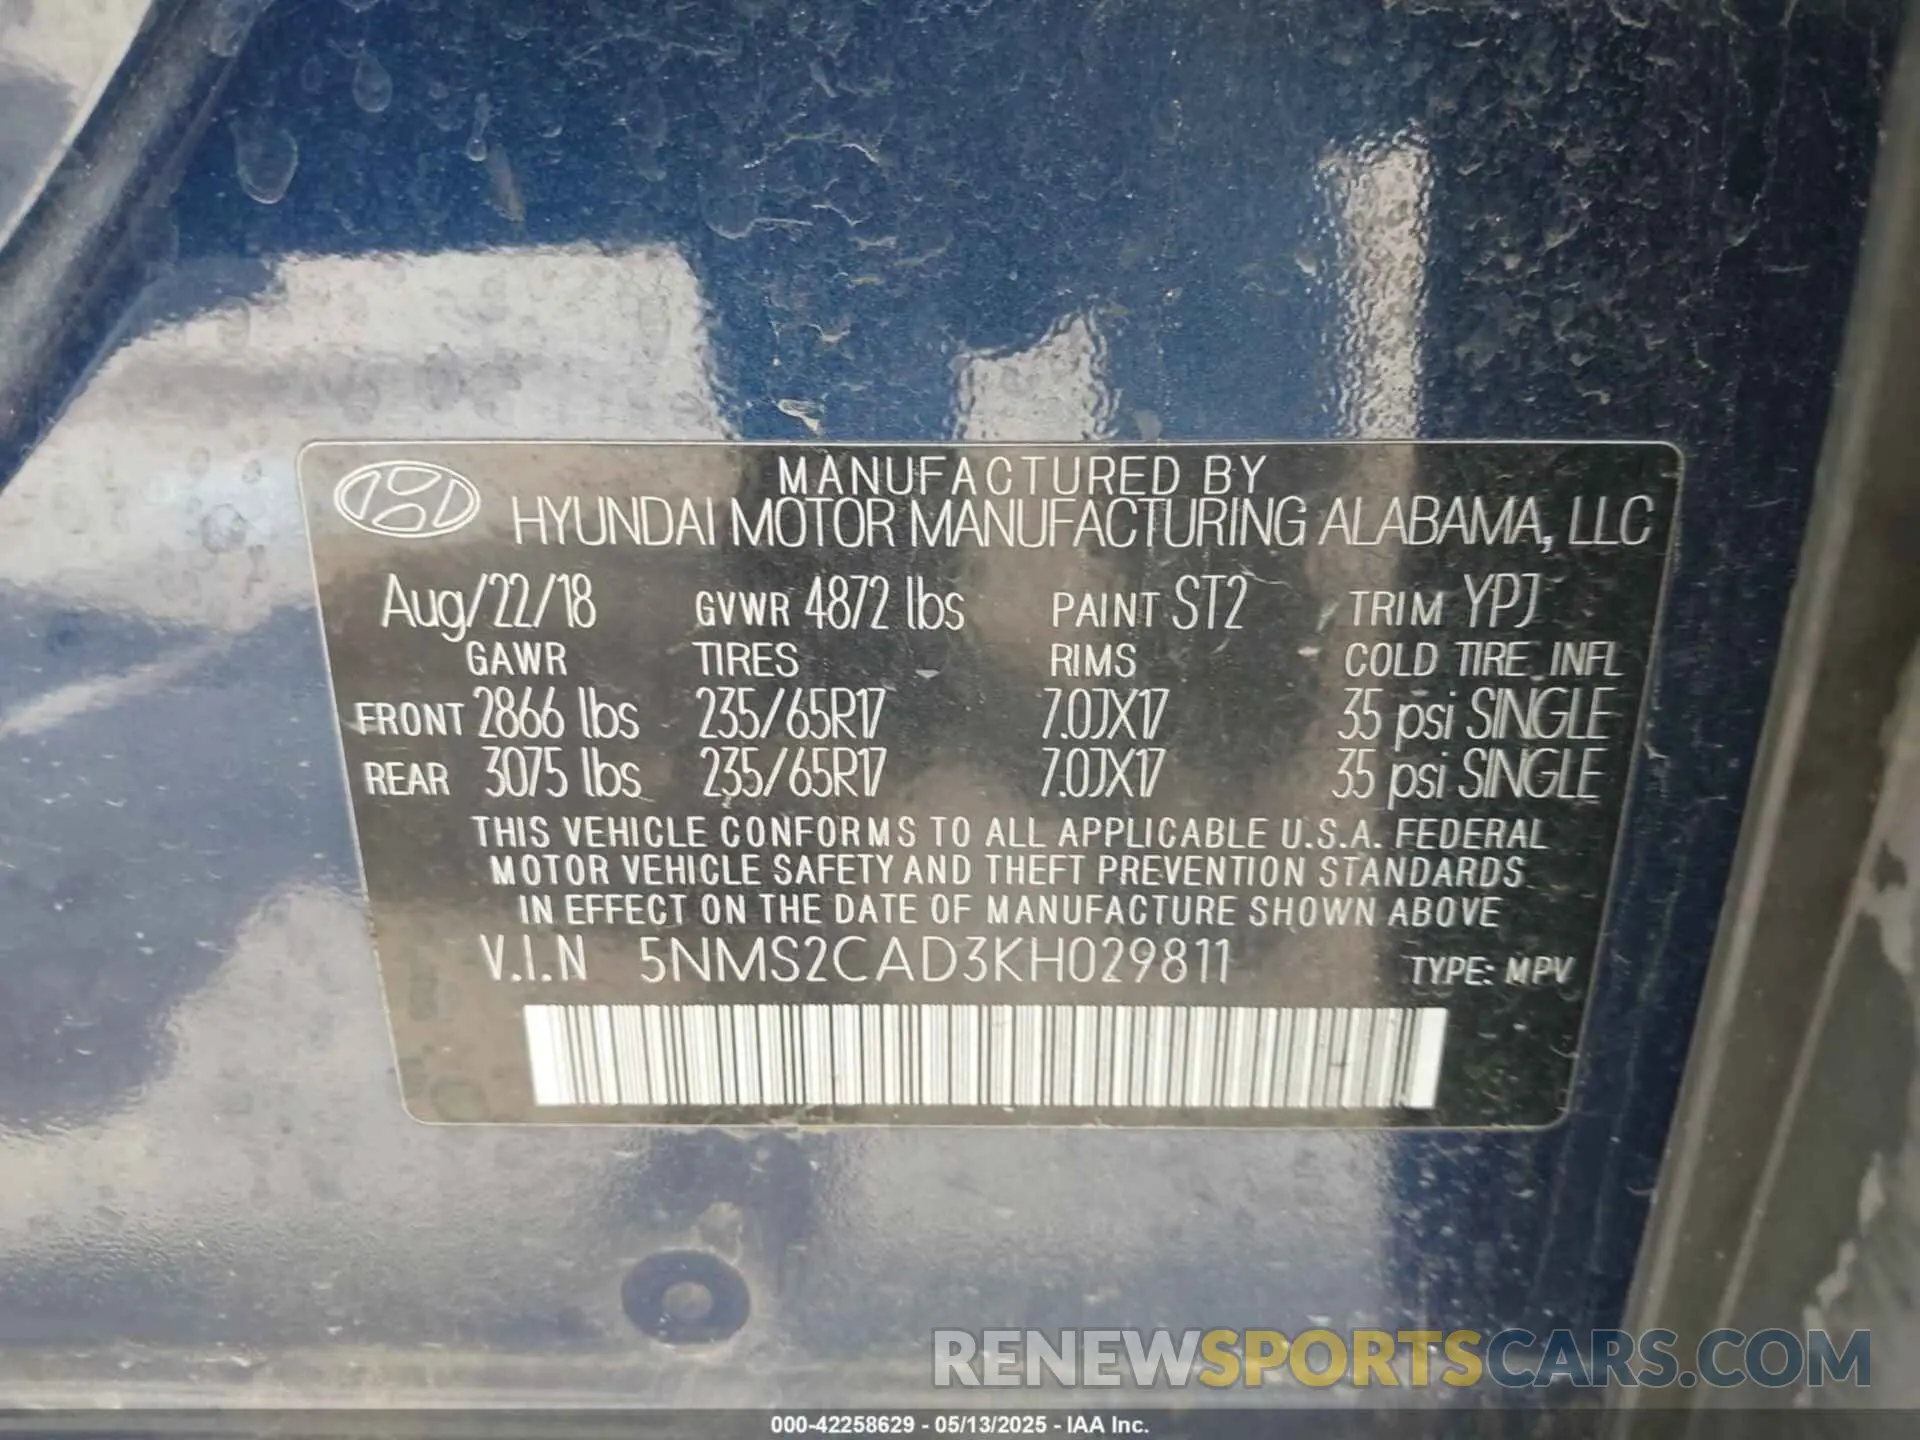 MANUFACTURED BY
HYUNDAI MOTOR MANUFACTURING ALABAMA, LLC
Aug/22/18 GVWR 4872 lbs PAINT ST2 TRIM YPJ
GAWR TIRES RIMS COLD TIRE INFL
FRONT 2866 lbs 235/65R17 7.0JX17 35 psi SINGLE
REAR 3075 lbs 235/65R17 7.0JX17 35 psi SINGLE
THIS VEHICLE CONFORMS TO ALL APPLICABLE U.S.A. FEDERAL
MOTOR VEHICLE SAFETY AND THEFT PREVENTION STANDARDS
IN EFFECT ON THE DATE OF MANUFACTURE SHOWN ABOVE
V.I.N 5NMS2CAD3KH029811 TYPE: MPV
RENEWSPORTSCARS.COM
000-42258629 - 05/13/2025 - IAA Inc.